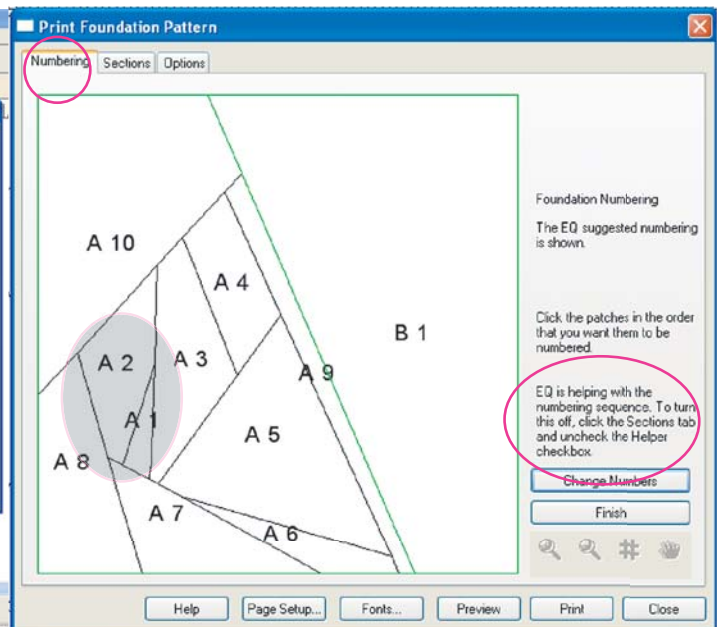 Print Foundation Pattern
Numbering Sections Options
Foundation Numbering
The EQ suggested numbering
is shown.
Click the patches in the order
that you want them to be
numbered.
EQ is helping with the
numbering sequence. To turn
this off, click the Sections tab
and uncheck the Helper
checkbox.
Change Numbers
Finish
A 10
A 4
B 1
A 2
A 3
A 9
A 1
A 5
A 8
A 7
A 6
Help Page Setup... Fonts... Preview Print Close